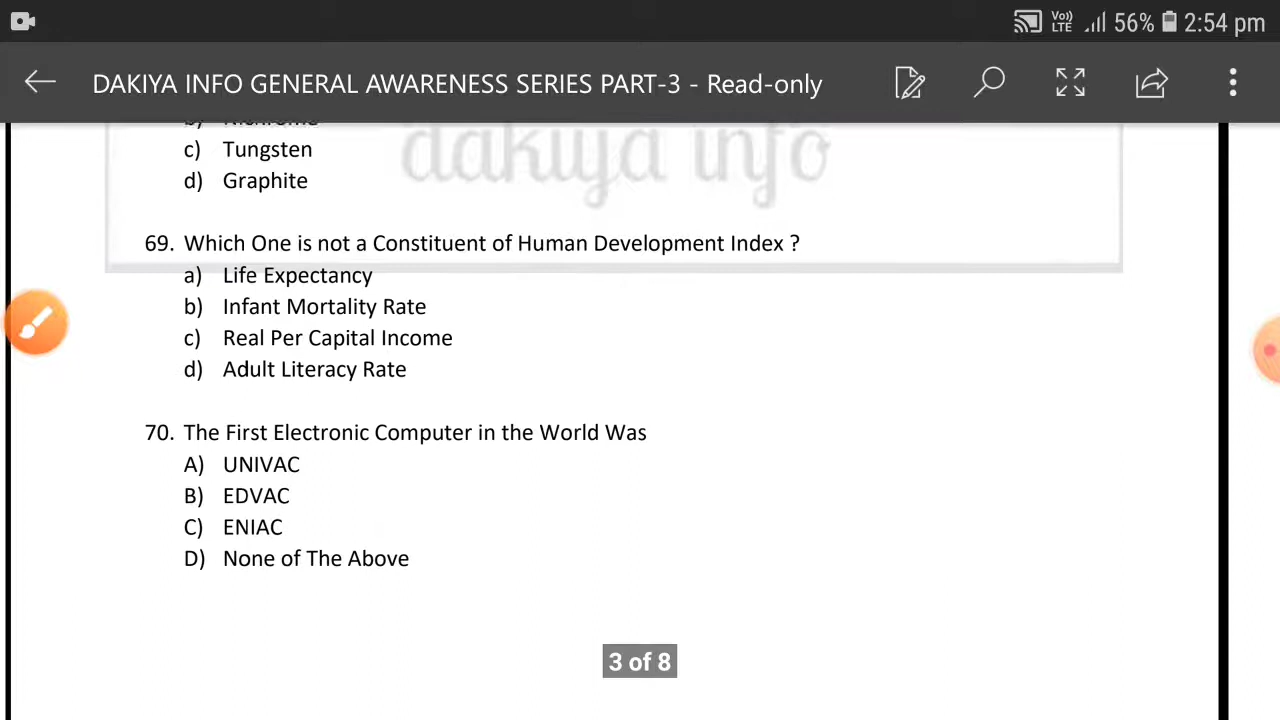 Vo)) LTE 56% 2:54 pm
DAKIYA INFO GENERAL AWARENESS SERIES PART-3 - Read-only
dakiya info
c) Tungsten
d) Graphite
69. Which One is not a Constituent of Human Development Index ?
a) Life Expectancy
b) Infant Mortality Rate
c) Real Per Capital Income
d) Adult Literacy Rate
70. The First Electronic Computer in the World Was
A) UNIVAC
B) EDVAC
C) ENIAC
D) None of The Above
3 of 8